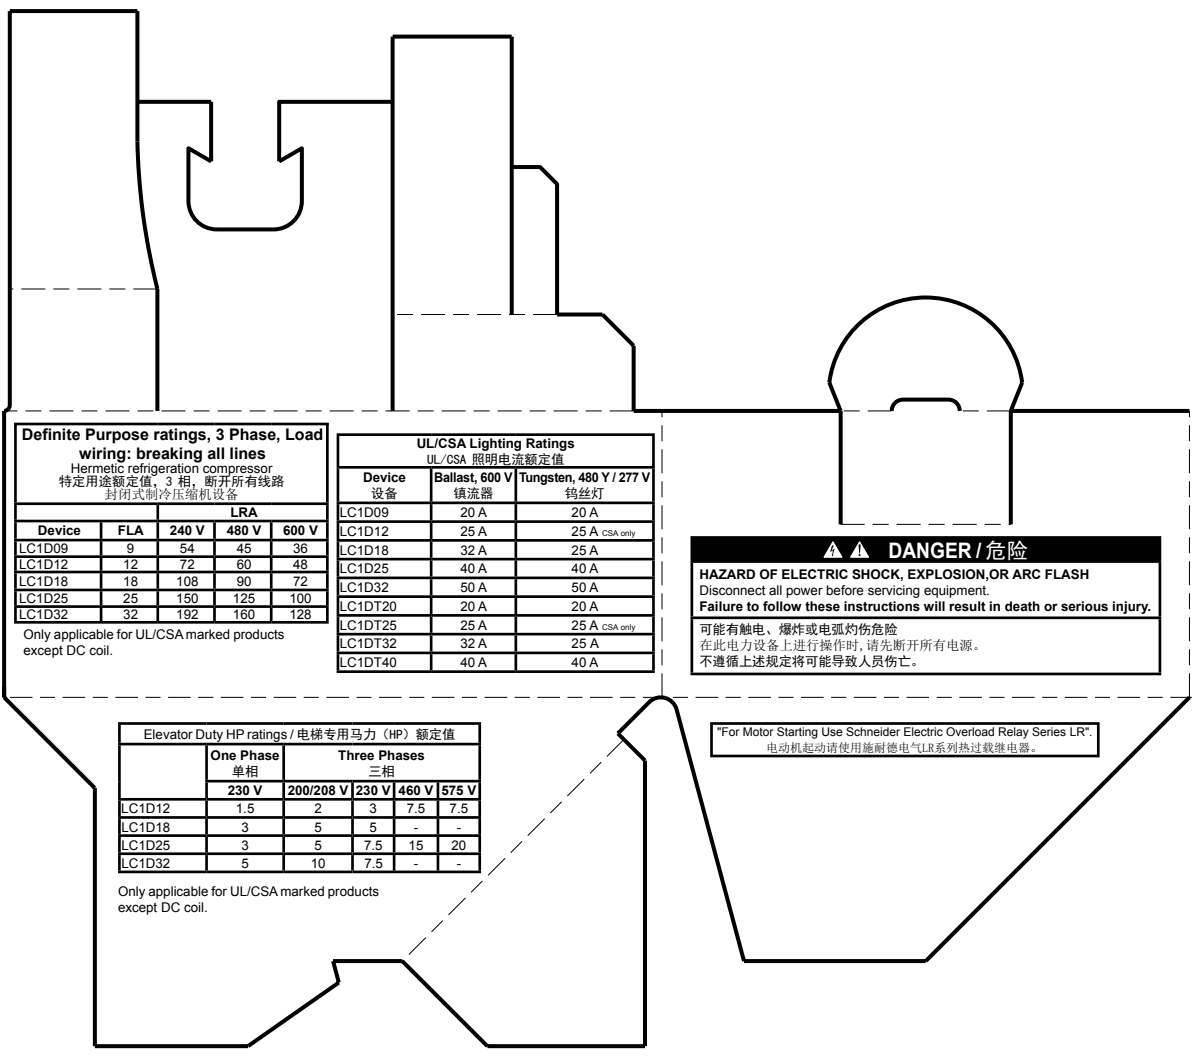 Definite Purpose ratings, 3 Phase, Load
wiring: breaking all lines
Hermetic refrigeration compressor
特定用途额定值，3 相，断开所有线路
封闭式制冷压缩机设备
LRA
Device FLA 240 V 480 V 600 V
LC1D09 9 54 45 36
LC1D12 12 72 60 48
LC1D18 18 108 90 72
LC1D25 25 150 125 100
LC1D32 32 192 160 128
Only applicable for UL/CSA marked products
except DC coil.
UL/CSA Lighting Ratings
UL/CSA 照明电流额定值
Device Ballast, 600 V Tungsten, 480 Y / 277 V
设备 镇流器 钨丝灯
LC1D09 20 A 20 A
LC1D12 25 A 25 A CSA only
LC1D18 32 A 25 A
LC1D25 40 A 40 A
LC1D32 50 A 50 A
LC1DT20 20 A 20 A
LC1DT25 25 A 25 A CSA only
LC1DT32 32 A 25 A
LC1DT40 40 A 40 A
DANGER / 危险
HAZARD OF ELECTRIC SHOCK, EXPLOSION,OR ARC FLASH
Disconnect all power before servicing equipment.
Failure to follow these instructions will result in death or serious injury.
可能有触电、爆炸或电弧灼伤危险
在此电力设备上进行操作时,请先断开所有电源。
不遵循上述规定将可能导致人员伤亡。
Elevator Duty HP ratings / 电梯专用马力（HP）额定值
One Phase Three Phases
单相 三相
230 V 200/208 V 230 V 460 V 575 V
LC1D12 1.5 2 3 7.5 7.5
LC1D18 3 5 5 - -
LC1D25 3 5 7.5 15 20
LC1D32 5 10 7.5 - -
Only applicable for UL/CSA marked products
except DC coil.
"For Motor Starting Use Schneider Electric Overload Relay Series LR".
电动机起动请使用施耐德电气LR系列热过载继电器。